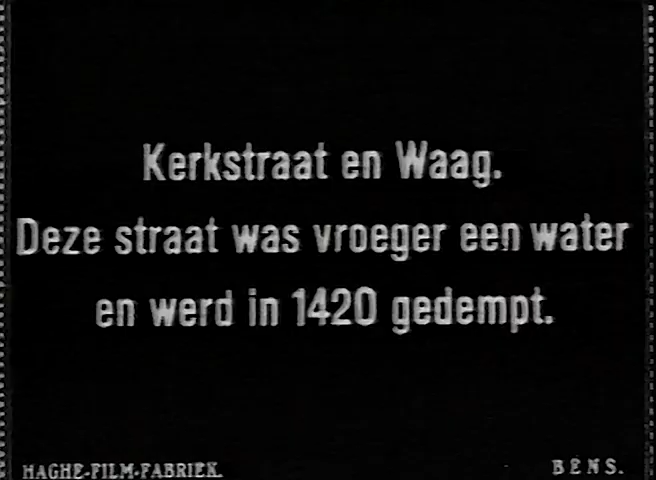 Kerkstraat en Waag.
Deze straat was vroeger een water
en werd in 1420 gedempt.
HAGHE-FILM-FABRIEK.
BENS.